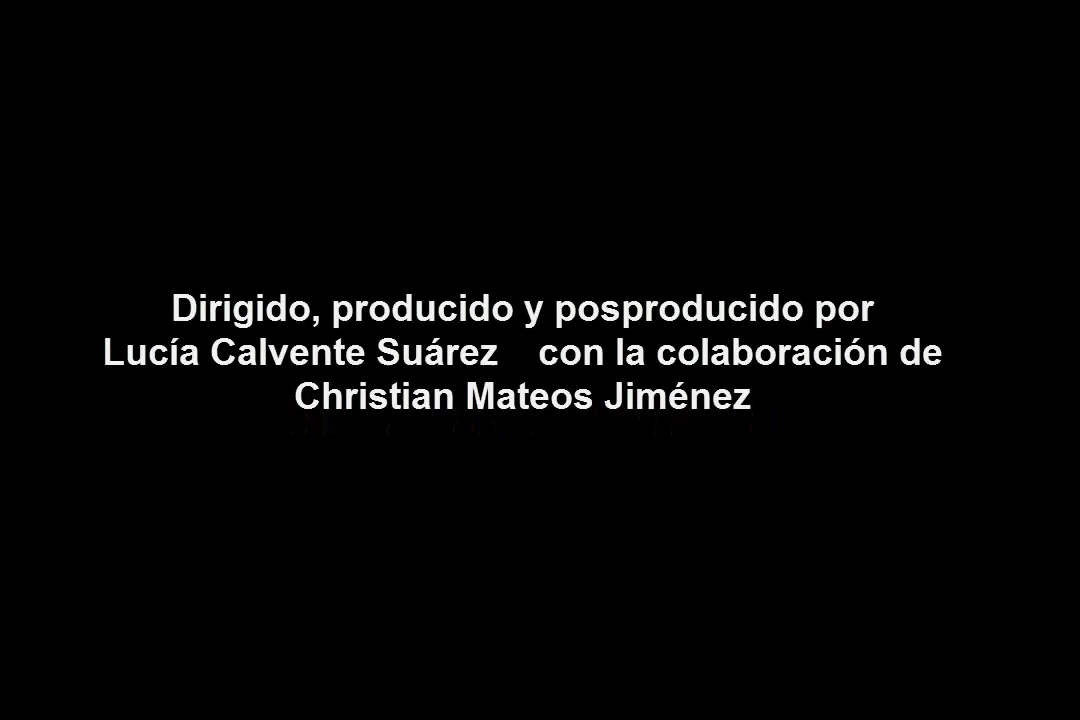 Dirigido, producido y posproducido por
Lucía Calvente Suárez con la colaboración de
Christian Mateos Jiménez